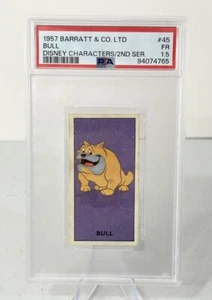 1957 BARRATT & CO. LTD #45
BULL FR
DISNEY CHARACTERS/2ND SER. 1.5
PSA 94074765
BULL